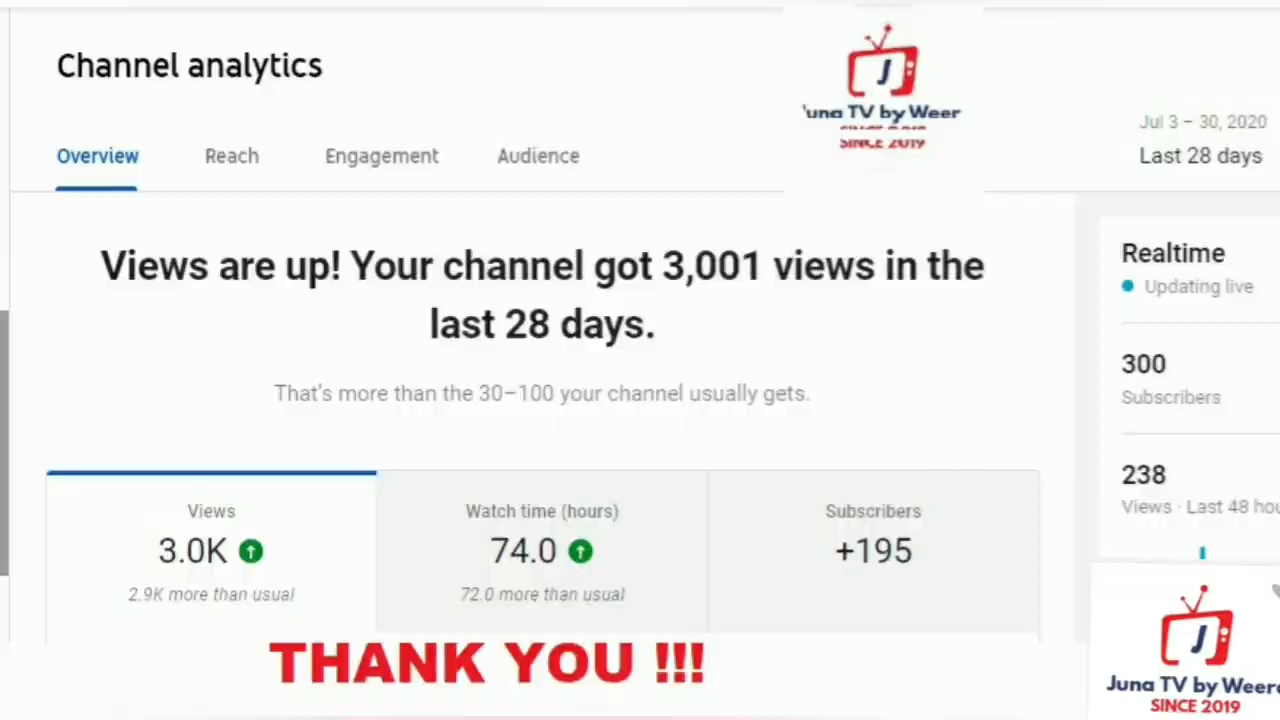 Channel analytics
una TV by Weer
SINCE 2019
Jul 3 – 30, 2020
Last 28 days
Overview
Reach
Engagement
Audience
Views are up! Your channel got 3,001 views in the
last 28 days.
That's more than the 30–100 your channel usually gets.
Realtime
Updating live
300
Subscribers
238
Views · Last 48 hou
Views
3.0K
2.9K more than usual
Watch time (hours)
74.0
72.0 more than usual
Subscribers
+195
THANK YOU !!!
J
Juna TV by Weer
SINCE 2019